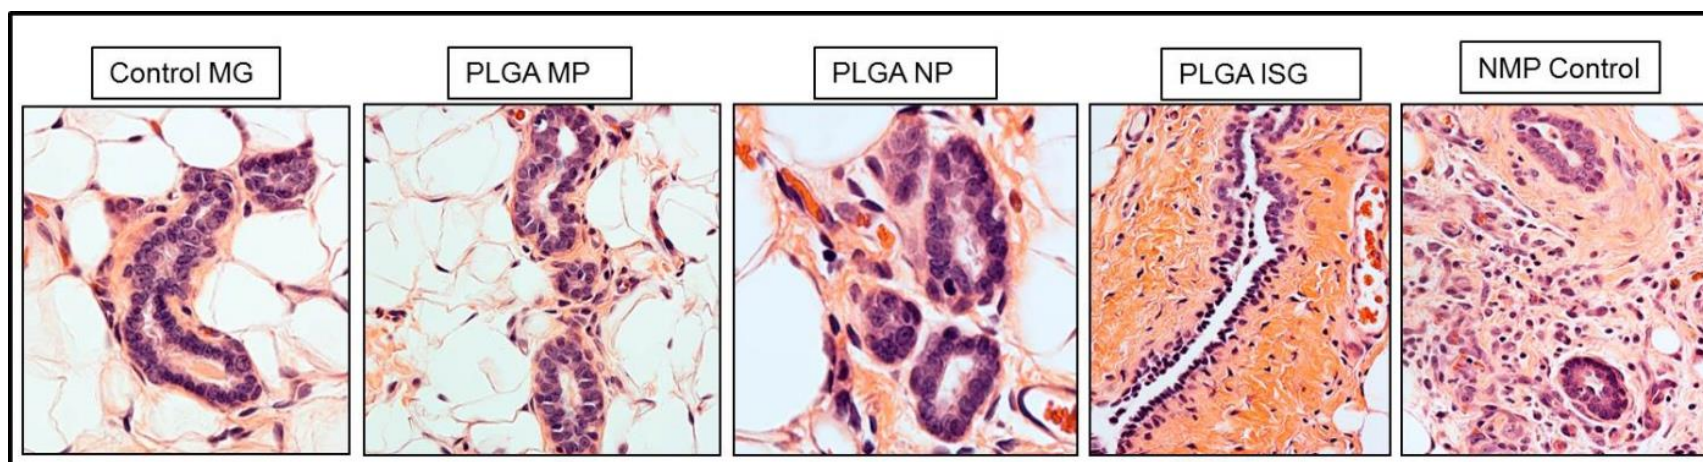 Control MG
PLGA MP
PLGA NP
PLGA ISG
NMP Control